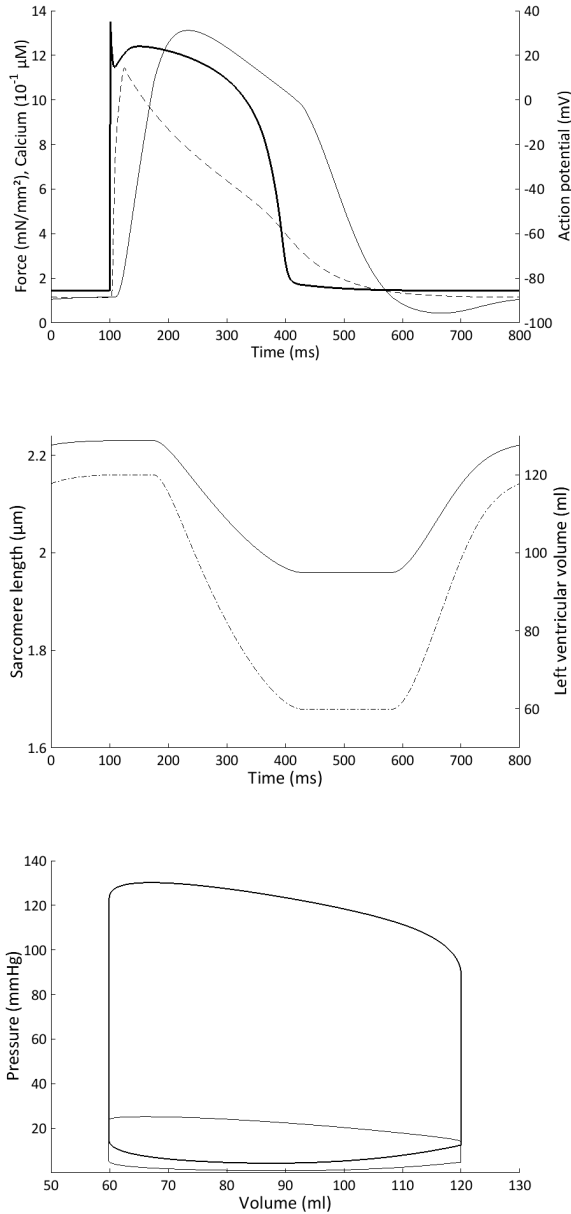 14
12
10
8
6
4
2
0
Force (mN/mm²), Calcium (10⁻¹ µM)
40
20
0
-20
-40
-60
-80
-100
Action potential (mV)
0 100 200 300 400 500 600 700 800
Time (ms)
2.2
2
1.8
1.6
Sarcomere length (µm)
120
100
80
60
Left ventricular volume (ml)
0 100 200 300 400 500 600 700 800
Time (ms)
140
120
100
80
60
40
20
Pressure (mmHg)
50 60 70 80 90 100 110 120 130
Volume (ml)